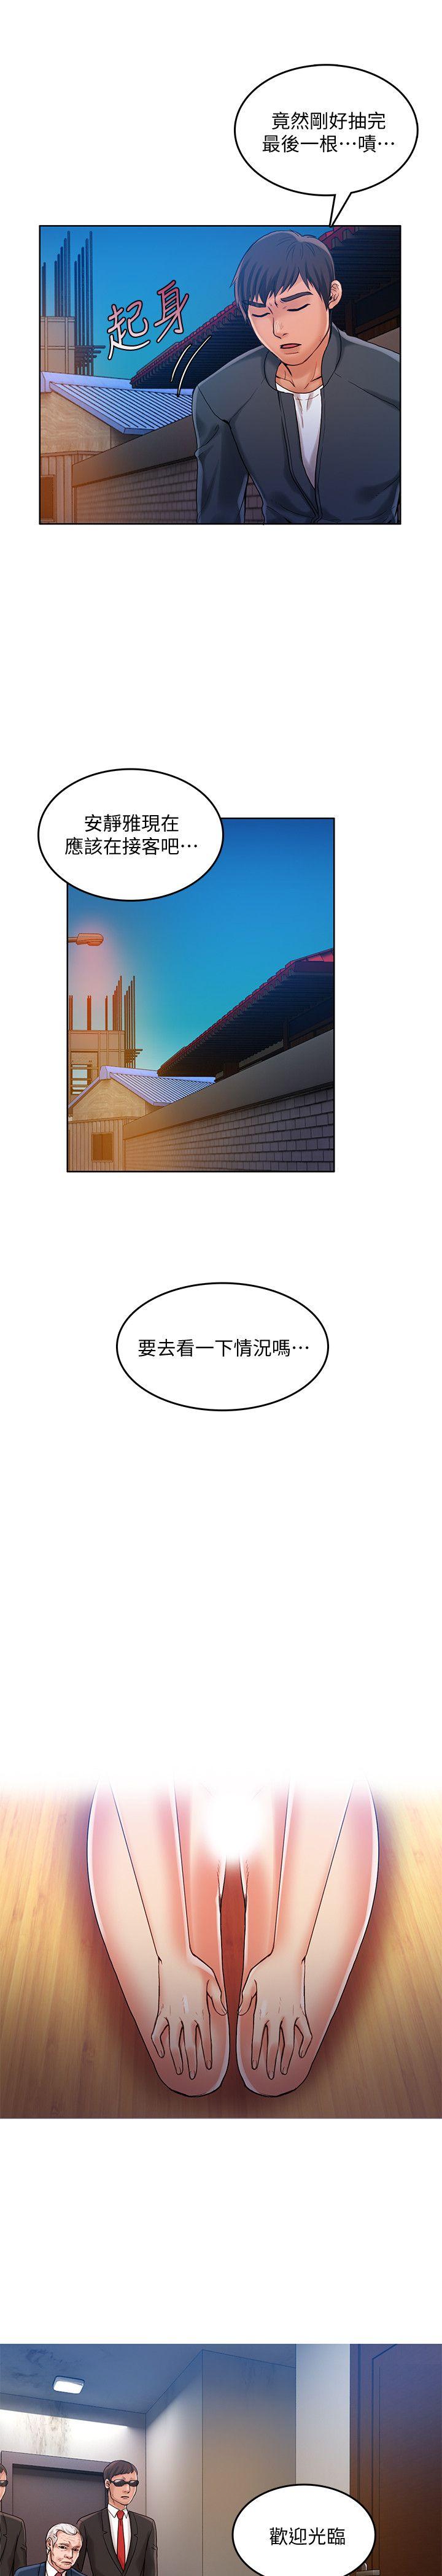 竟然剛好抽完
最後一根⋯嘖⋯
起身
安靜雅現在
應該在接客吧⋯
要去看一下情況嗎⋯
歡迎光臨